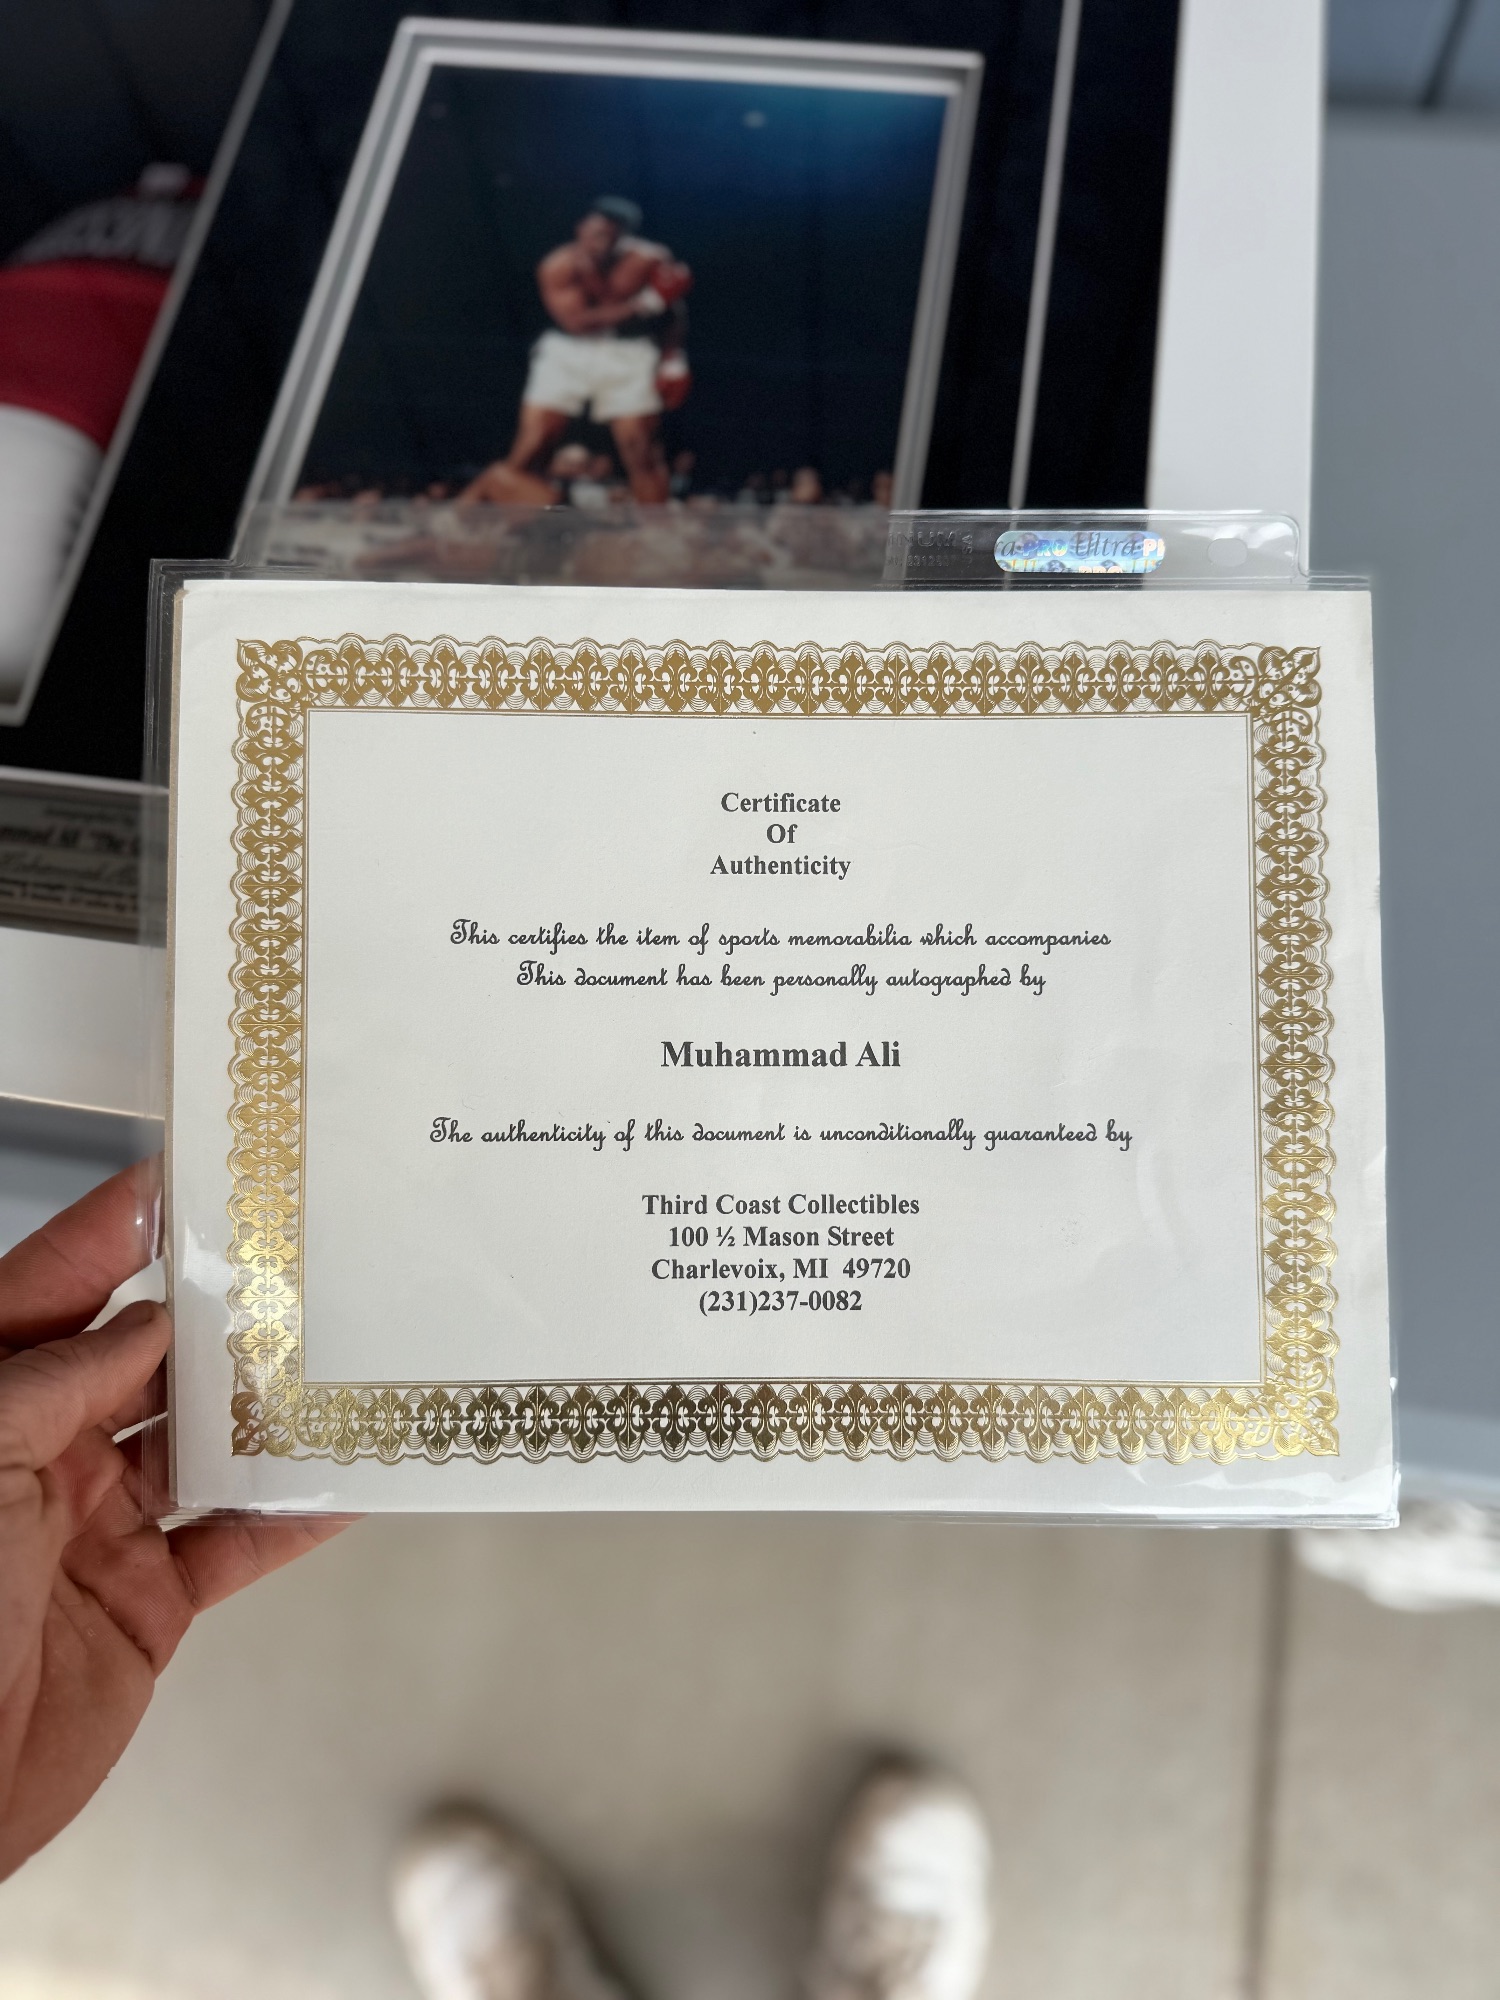 Ultra PRO
Certificate
Of
Authenticity
This certifies the item of sports memorabilia which accompanies
This document has been personally autographed by
Muhammad Ali
The authenticity of this document is unconditionally guaranteed by
Third Coast Collectibles
100 ½ Mason Street
Charlevoix, MI 49720
(231)237-0082